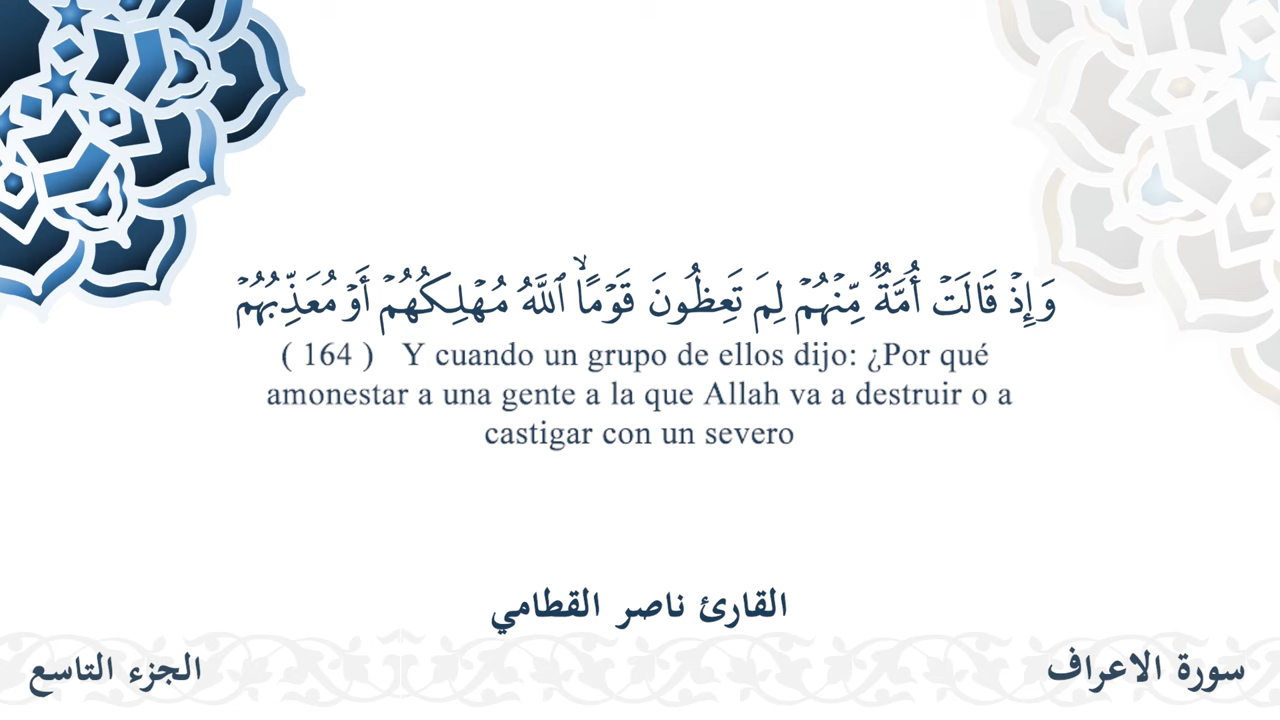 وَإِذْ قَالَتْ أُمَّةٌ مِّنْهُمْ لِمَ تَعِظُونَ قَوْمًا ۙ ٱللَّهُ مُهْلِكُهُمْ أَوْ مُعَذِّبُهُمْ
( 164 ) Y cuando un grupo de ellos dijo: ¿Por qué
amonestar a una gente a la que Allah va a destruir o a
castigar con un severo
القارئ ناصر القطامي
سورة الاعراف
الجزء التاسع